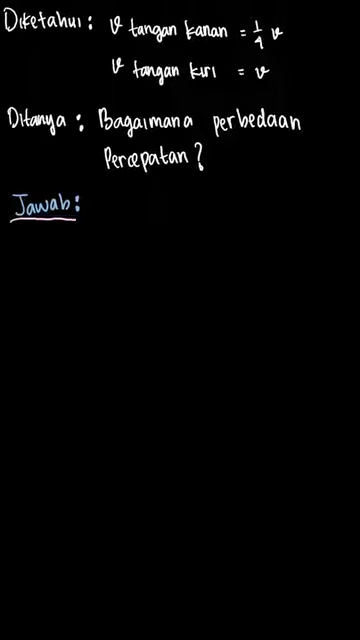 Diketahui: v tangan kanan = 1/4 v
v tangan kiri = v
Ditanya: Bagaimana perbedaan
Percepatan?
Jawab: